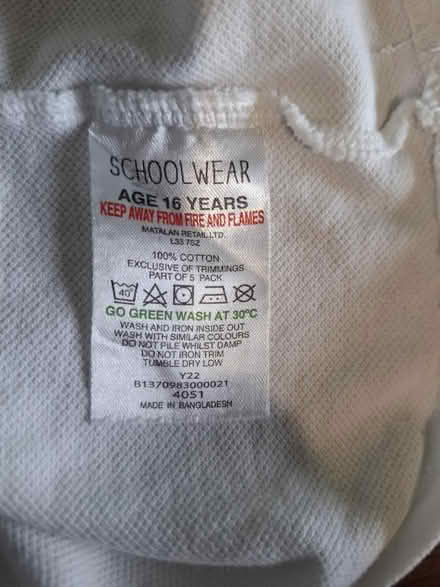 SCHOOLWEAR
AGE 16 YEARS
KEEP AWAY FROM FIRE AND FLAMES
MATALAN RETAIL LTD.
L33 7SZ
100% COTTON
EXCLUSIVE OF TRIMMINGS
PART OF 5 PACK
40°
GO GREEN WASH AT 30°C
WASH AND IRON INSIDE OUT
WASH WITH SIMILAR COLOURS
DO NOT PILE WHILST DAMP
DO NOT IRON TRIM
TUMBLE DRY LOW
Y22
B1370983000021
4051
MADE IN BANGLADESH